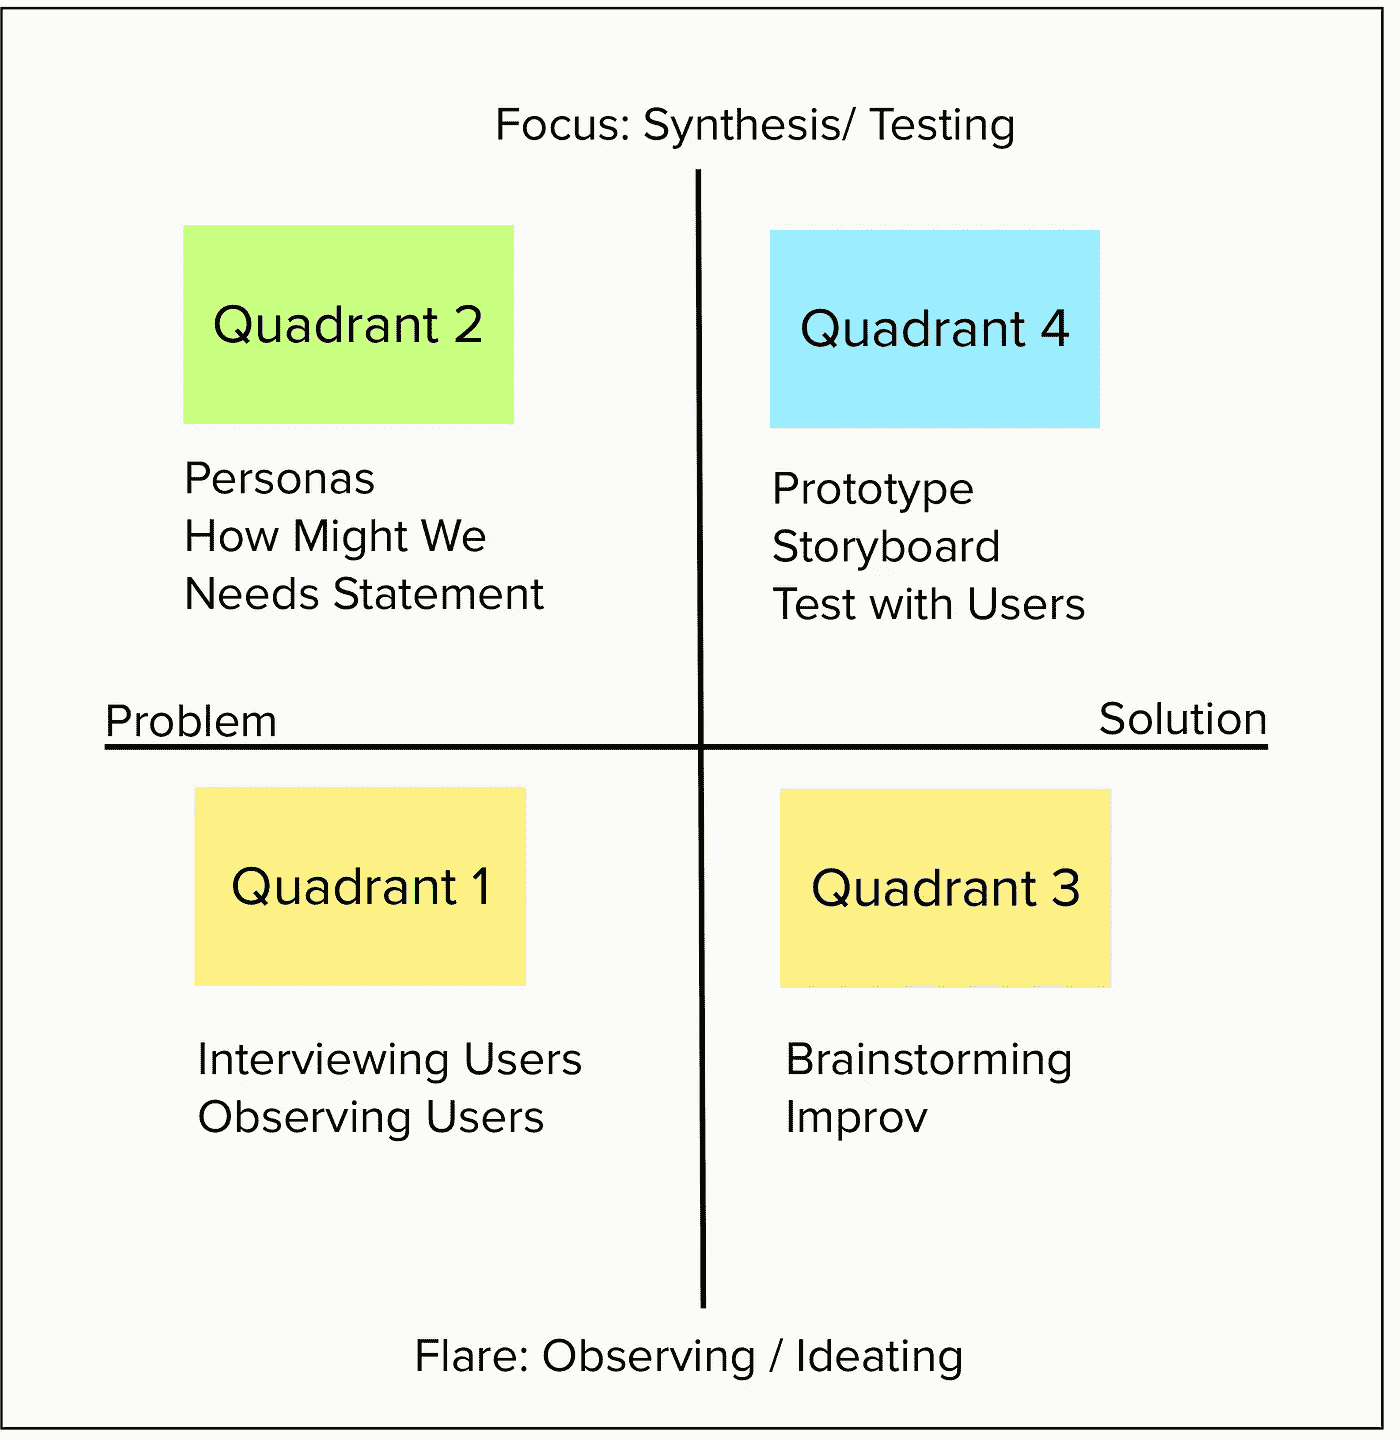 Focus: Synthesis/ Testing
Quadrant 2
Personas
How Might We
Needs Statement
Quadrant 4
Prototype
Storyboard
Test with Users
Problem
Solution
Quadrant 1
Interviewing Users
Observing Users
Quadrant 3
Brainstorming
Improv
Flare: Observing / Ideating